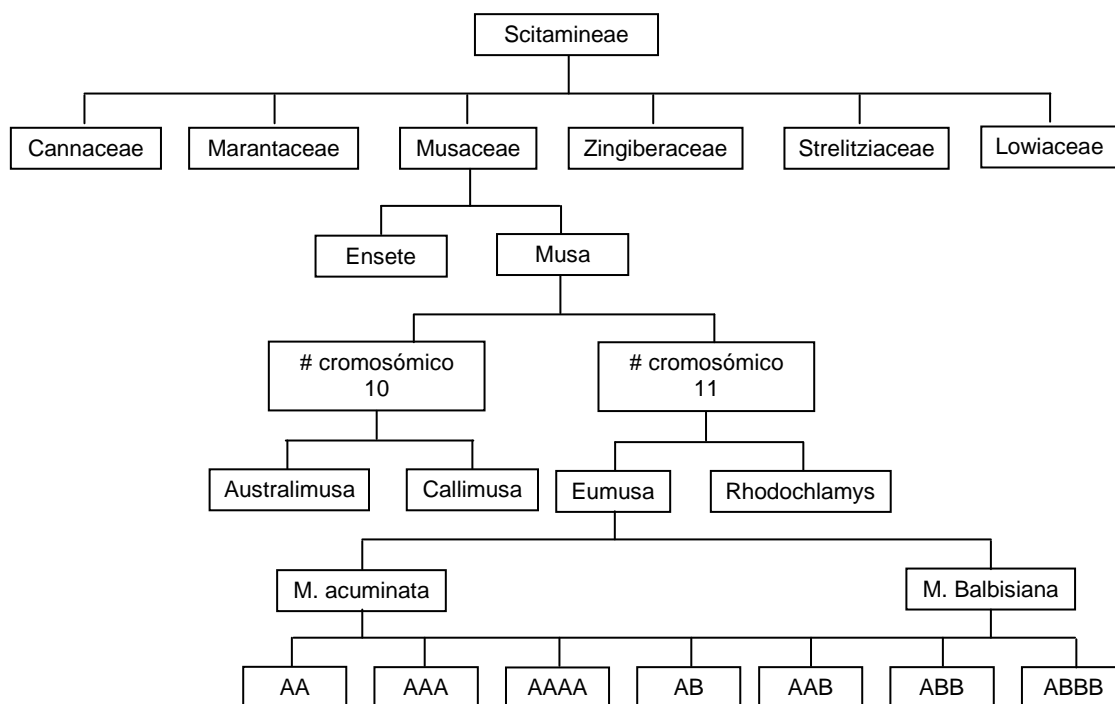 Scitamineae
Cannaceae
Marantaceae
Musaceae
Zingiberaceae
Strelitziaceae
Lowiaceae
Ensete
Musa
# cromosómico
10
# cromosómico
11
Australimusa
Callimusa
Eumusa
Rhodochlamys
M. acuminata
M. Balbisiana
AA
AAA
AAAA
AB
AAB
ABB
ABBB